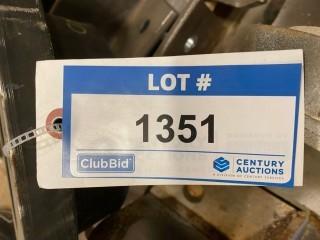 LOT #
1351
ClubBid
CENTURY
AUCTIONS
A DIVISION OF CENTURY SERVICES